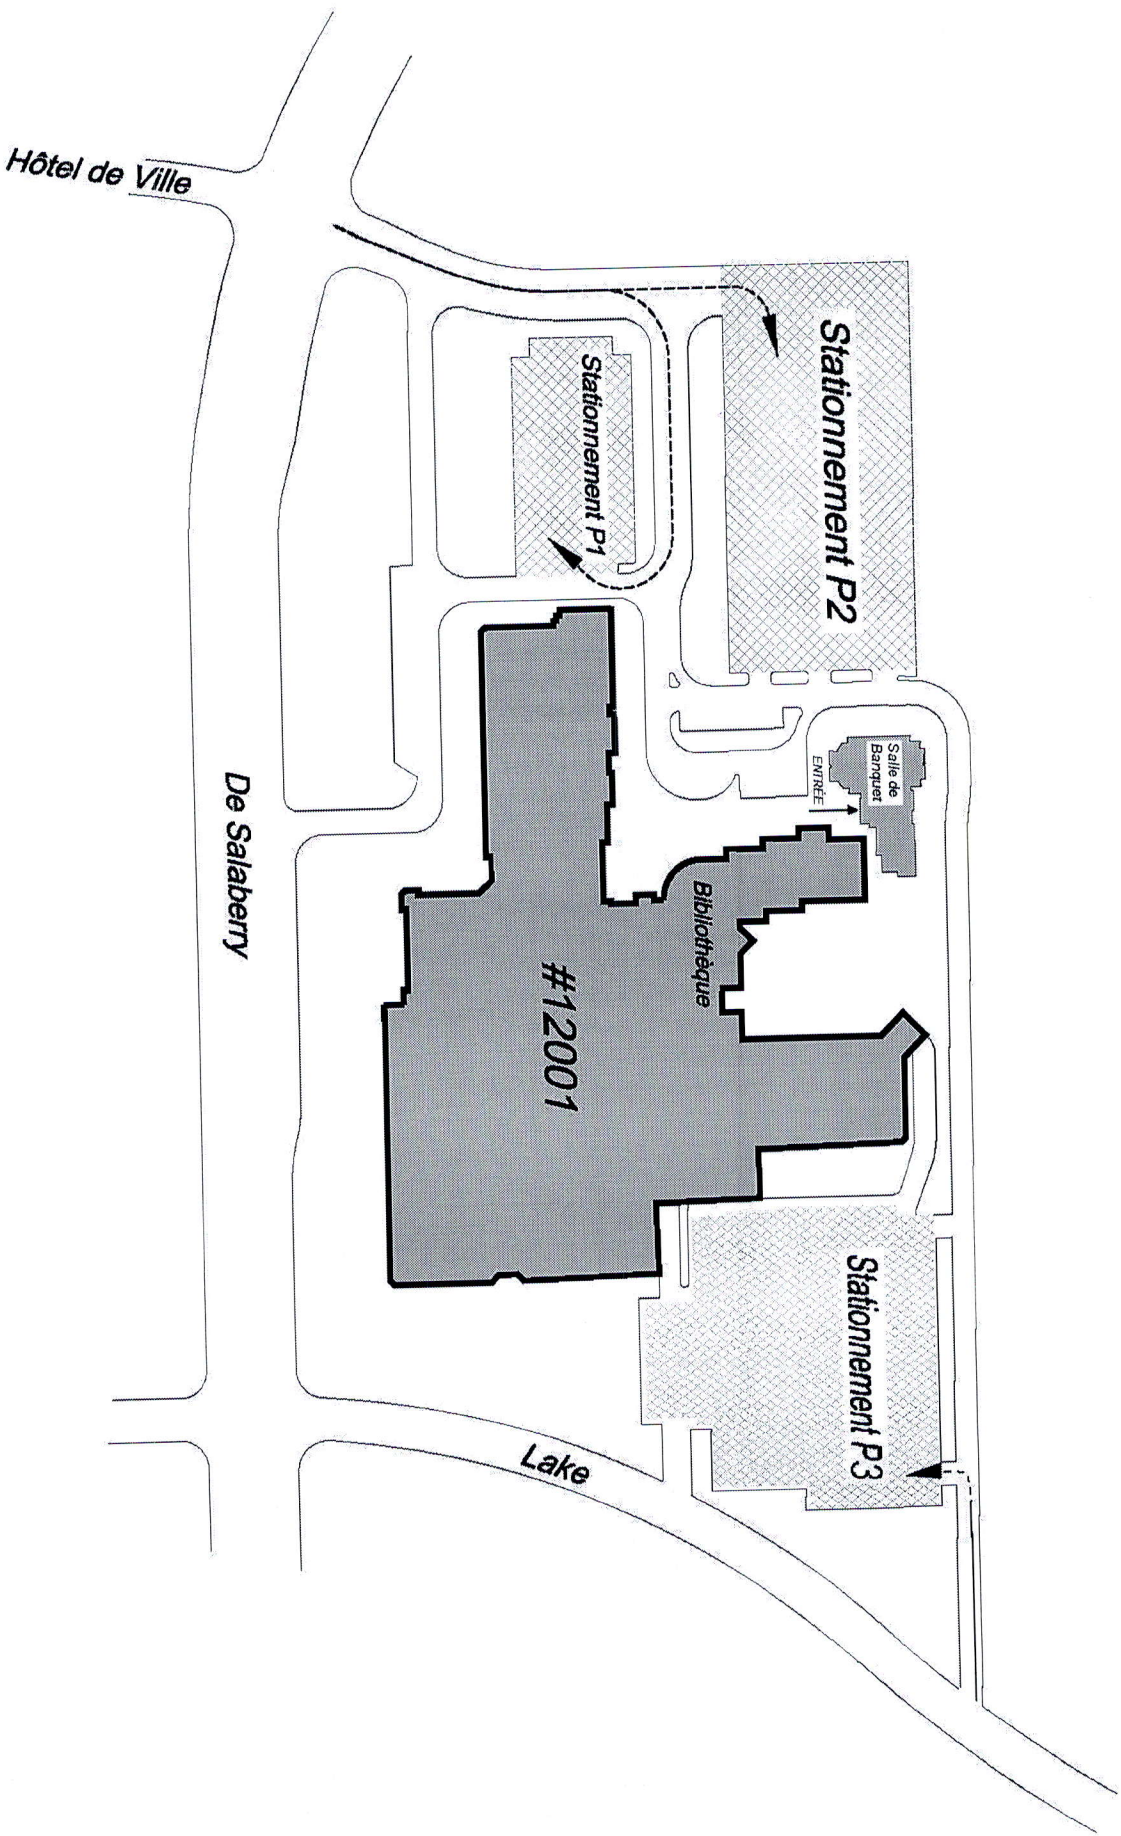 Hôtel de Ville
Stationnement P2
Stationnement P1
Salle de
Banquet
ENTRÉE
De Salaberry
Bibliothèque
#12001
Stationnement P3
Lake